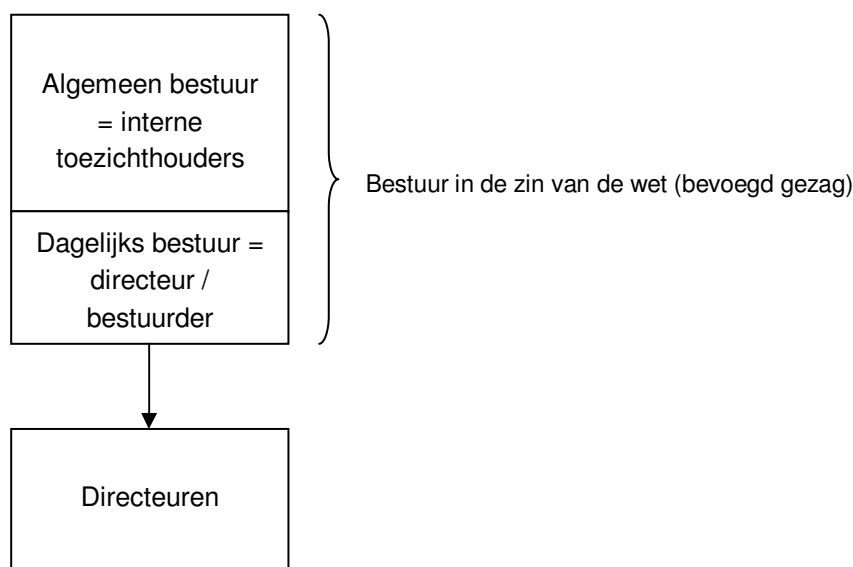 Algemeen bestuur
= interne
toezichthouders
Bestuur in de zin van de wet (bevoegd gezag)
Dagelijks bestuur =
directeur /
bestuurder
Directeuren